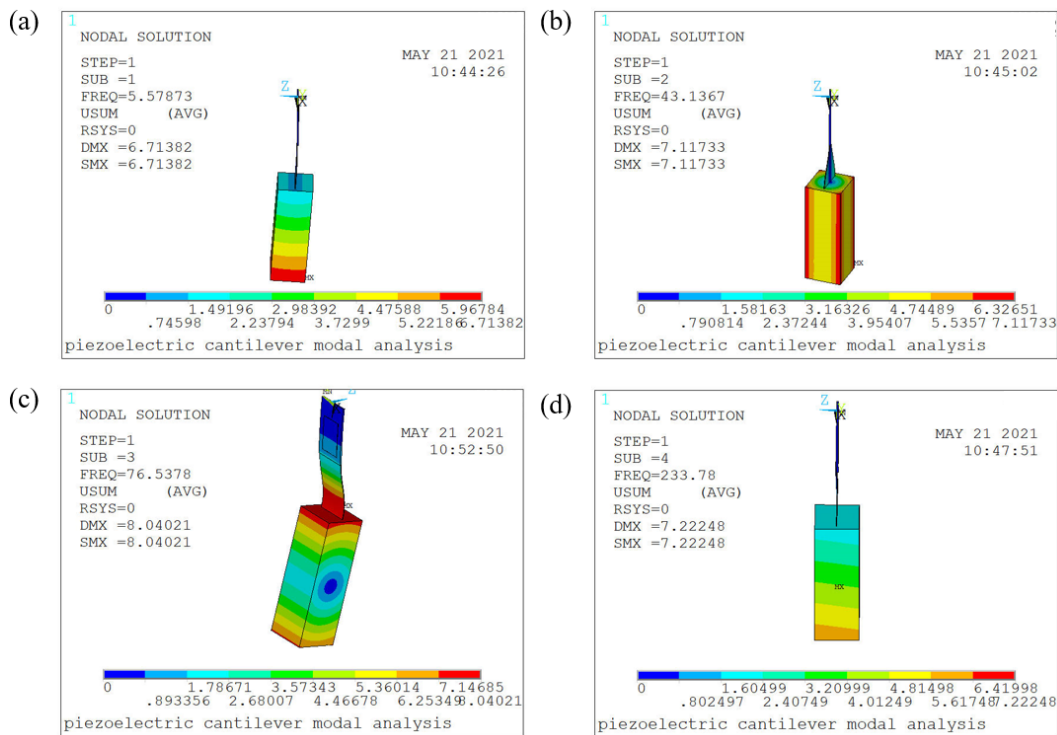 (a)
1
NODAL SOLUTION
MAY 21 2021
10:44:26
STEP=1
SUB =1
FREQ=5.57873
USUM (AVG)
RSYS=0
DMX =6.71382
SMX =6.71382
Z
X
MX
0 1.49196 2.98392 4.47588 5.96784
.74598 2.23794 3.7299 5.22186 6.71382
piezoelectric cantilever modal analysis
(b)
1
NODAL SOLUTION
MAY 21 2021
10:45:02
STEP=1
SUB =2
FREQ=43.1367
USUM (AVG)
RSYS=0
DMX =7.11733
SMX =7.11733
Z
X
MX
0 1.58163 3.16326 4.74489 6.32651
.790814 2.37244 3.95407 5.5357 7.11733
piezoelectric cantilever modal analysis
(c)
1
NODAL SOLUTION
MAY 21 2021
10:52:50
STEP=1
SUB =3
FREQ=76.5378
USUM (AVG)
RSYS=0
DMX =8.04021
SMX =8.04021
MN
Z
MX
0 1.78671 3.57343 5.36014 7.14685
.893356 2.68007 4.46678 6.25349 8.04021
piezoelectric cantilever modal analysis
(d)
1
NODAL SOLUTION
MAY 21 2021
10:47:51
STEP=1
SUB =4
FREQ=233.78
USUM (AVG)
RSYS=0
DMX =7.22248
SMX =7.22248
Z
X
MX
0 1.60499 3.20999 4.81498 6.41998
.802497 2.40749 4.01249 5.61748 7.22248
piezoelectric cantilever modal analysis